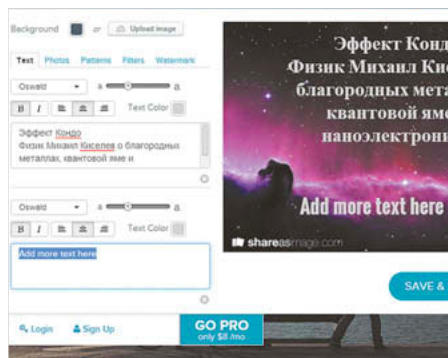 Background or Upload image
Text Photos Patterns Filters Watermark
Oswald a a
B I Text Color
Эффект Кондо
Физик Михаил Киселев о благородных
металлах, квантовой яме и
Oswald a a
B I Text Color
Add more text here
Login Sign Up
GO PRO
only $8 /mo
Эффект Конд
Физик Михаил Кис
благородных мета
квантовой яме
наноэлектрони
Add more text here
shareasimage.com
SAVE &